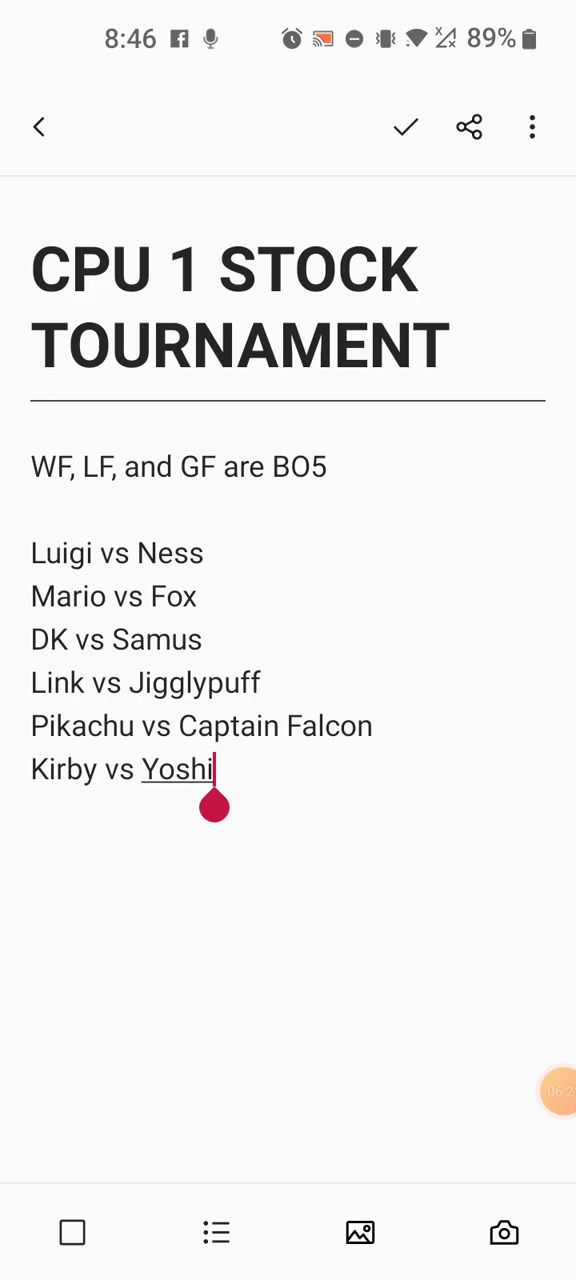 8:46 89%
CPU 1 STOCK
TOURNAMENT
WF, LF, and GF are BO5
Luigi vs Ness
Mario vs Fox
DK vs Samus
Link vs Jigglypuff
Pikachu vs Captain Falcon
Kirby vs Yoshi